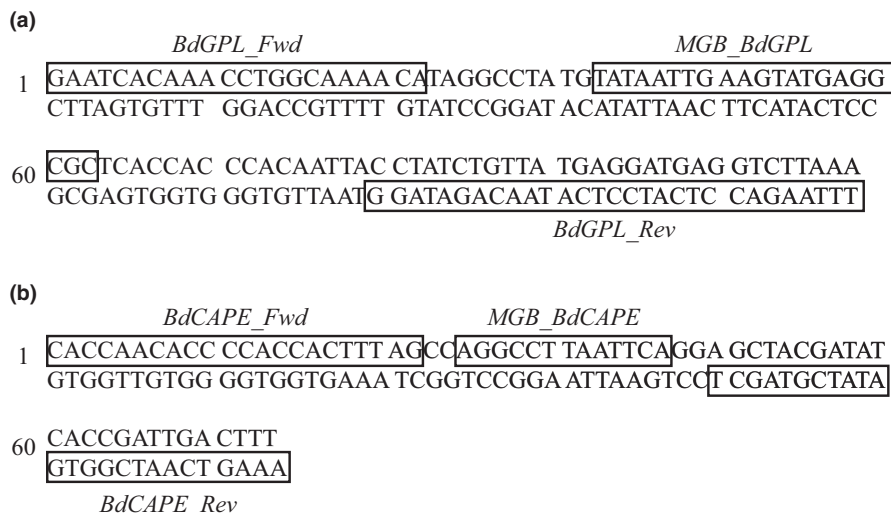 (a)
BdGPL_Fwd MGB_BdGPL
1 GAATCACAAA CCTGGCAAAA CATAGGCCTA TGTATAATTG AAGTATGAGG
CTTAGTGTTT GGACCGTTTT GTATCCGGAT ACATATTAAC TTCATACTCC
60 CGCTCACCAC CCACAATTAC CTATCTGTTA TGAGGATGAG GTCTTAAA
GCGAGTGGTG GGTGTTAATG GATAGACAAT ACTCCTACTC CAGAATTT
BdGPL_Rev
(b)
BdCAPE_Fwd MGB_BdCAPE
1 CACCAACACC CCACCACTTT AGCCAGGCCT TAATTCAGGA GCTACGATAT
GTGGTTGTGG GGTGGTGAAA TCGGTCCGGA ATTAAGTCCT CGATGCTATA
60 CACCGATTGA CTTT
GTGGCTAACT GAAA
BdCAPE_Rev